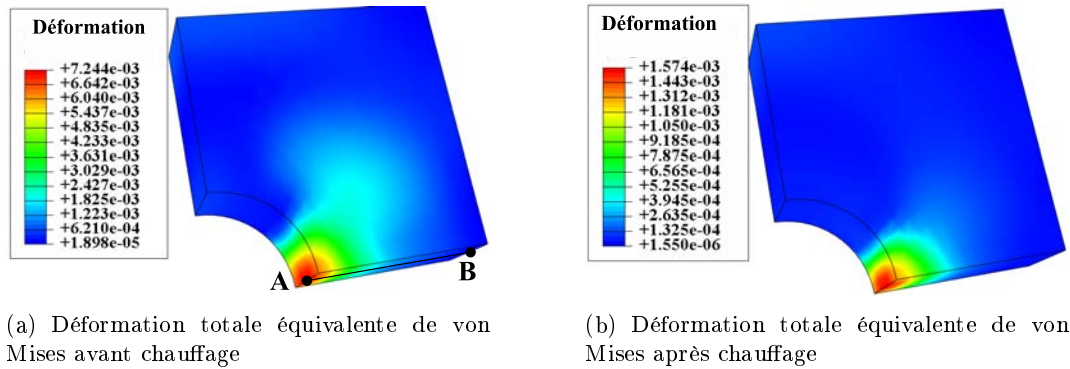 Déformation
+7.244e-03
+6.642e-03
+6.040e-03
+5.437e-03
+4.835e-03
+4.233e-03
+3.631e-03
+3.029e-03
+2.427e-03
+1.825e-03
+1.223e-03
+6.210e-04
+1.898e-05
A
B
(a) Déformation totale équivalente de von
Mises avant chauffage
Déformation
+1.574e-03
+1.443e-03
+1.312e-03
+1.181e-03
+1.050e-03
+9.185e-04
+7.875e-04
+6.565e-04
+5.255e-04
+3.945e-04
+2.635e-04
+1.325e-04
+1.550e-06
(b) Déformation totale équivalente de von
Mises après chauffage